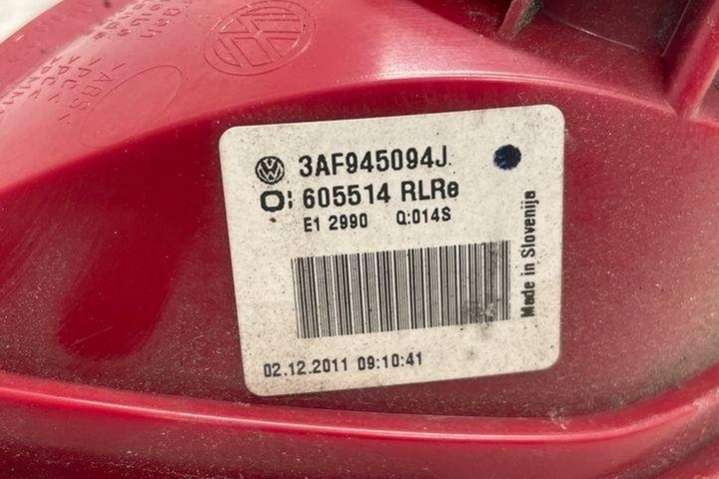 3AF945094J.
605514 RLRe
E1 2990 Q:014S
Made in Slovenija
02.12.2011 09:10:41